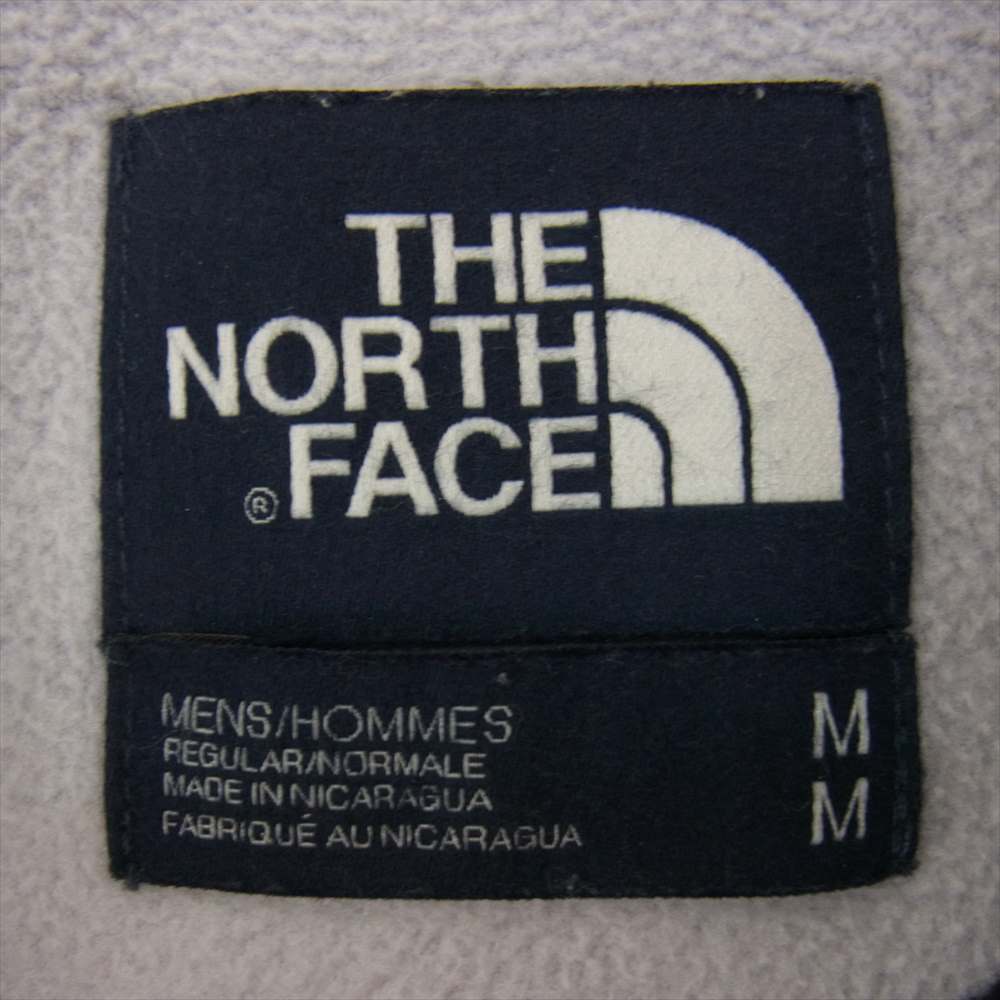 THE
NORTH
FACE
®
MENS/HOMMES M
REGULAR/NORMALE
MADE IN NICARAGUA M
FABRIQUÉ AU NICARAGUA